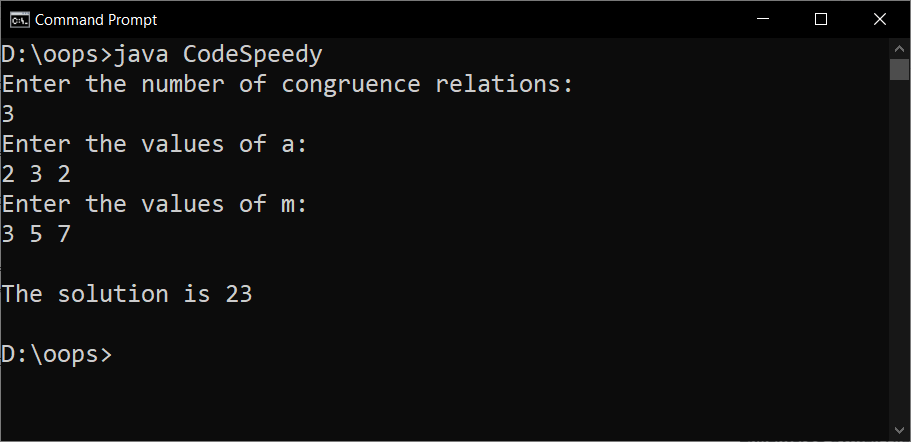 Command Prompt
D:\oops>java CodeSpeedy
Enter the number of congruence relations:
3
Enter the values of a:
2 3 2
Enter the values of m:
3 5 7
The solution is 23
D:\oops>